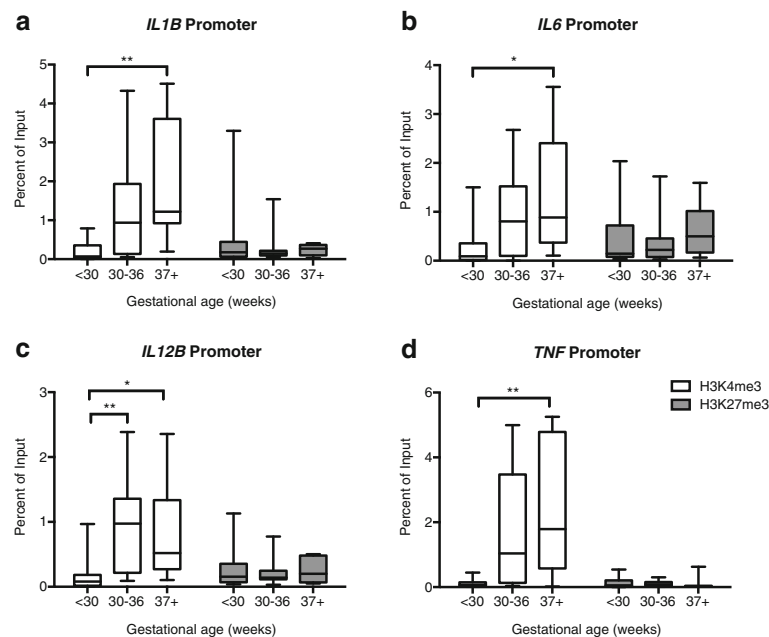 a
IL1B Promoter
**
5
4
3
2
1
0
Percent of Input
<30 30-36 37+ <30 30-36 37+
Gestational age (weeks)
b
IL6 Promoter
*
4
3
2
1
0
Percent of Input
<30 30-36 37+ <30 30-36 37+
Gestational age (weeks)
c
IL12B Promoter
*
**
3
2
1
0
Percent of Input
<30 30-36 37+ <30 30-36 37+
Gestational age (weeks)
d
TNF Promoter
**
6
4
2
0
Percent of Input
H3K4me3
H3K27me3
<30 30-36 37+ <30 30-36 37+
Gestational age (weeks)